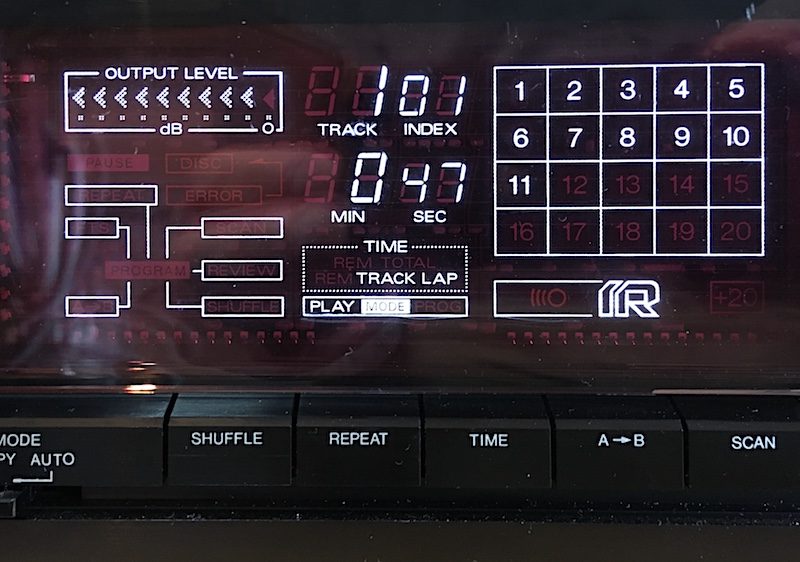 OUTPUT LEVEL
dB 0
1 01
TRACK INDEX
0 47
MIN SEC
PAUSE DISC
REPEAT ERROR
SCAN
PROGRAM REVIEW
SHUFFLE
TIME
REM TOTAL
REM TRACK LAP
PLAY MODE PROG
1 2 3 4 5
6 7 8 9 10
11 12 13 14 15
16 17 18 19 20
R +20
MODE
PY AUTO
SHUFFLE
REPEAT
TIME
A→B
SCAN